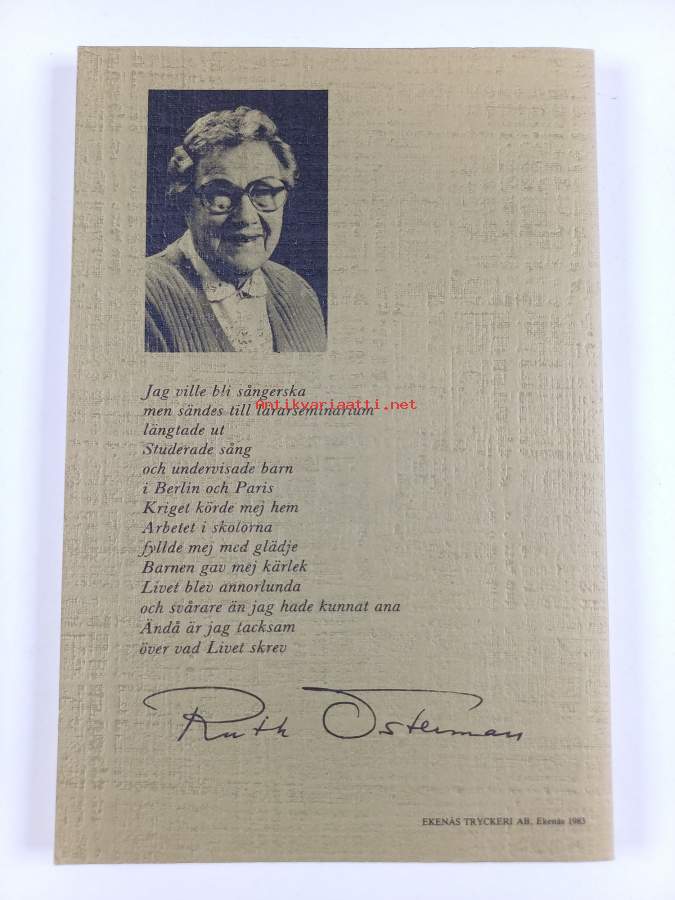 Jag ville bli sångerska
men sändes till lärarseminarium
Antikvariaatti.net
längtade ut
Studerade sång
och undervisade barn
i Berlin och Paris
Kriget körde mej hem
Arbetet i skolorna
fyllde mej med glädje
Barnen gav mej kärlek
Livet blev annorlunda
och svårare än jag hade kunnat ana
Ändå är jag tacksam
över vad Livet skrev
Ruth Osterman
EKENÄS TRYCKERI AB, Ekenäs 1983